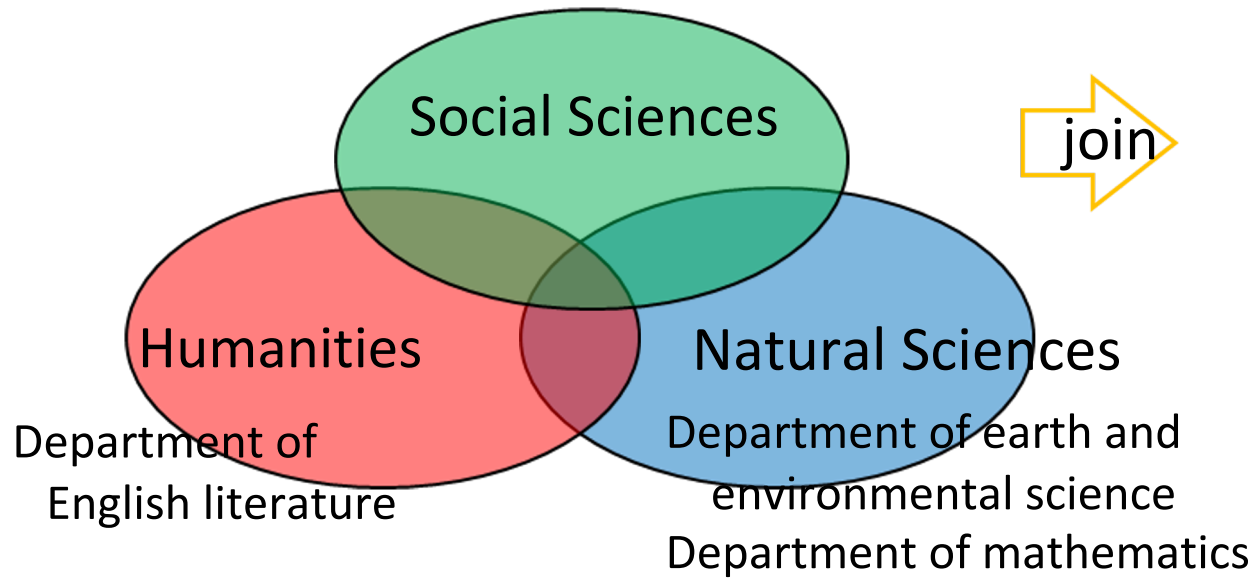 Social Sciences
join
Humanities
Natural Sciences
Department of
English literature
Department of earth and
environmental science
Department of mathematics